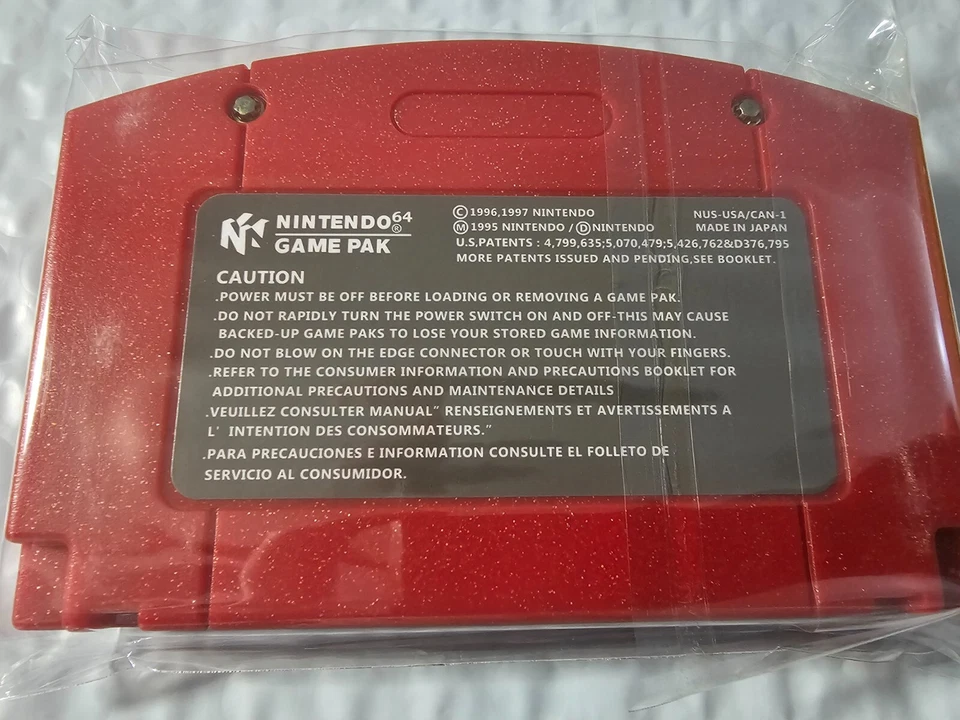 NINTENDO 64 ®
GAME PAK
Ⓒ 1996,1997 NINTENDO
Ⓜ 1995 NINTENDO / Ⓓ NINTENDO
NUS-USA/CAN-1
MADE IN JAPAN
U.S.PATENTS : 4,799,635;5,070,479;5,426,762&D376,795
MORE PATENTS ISSUED AND PENDING,SEE BOOKLET.
CAUTION
.POWER MUST BE OFF BEFORE LOADING OR REMOVING A GAME PAK.
.DO NOT RAPIDLY TURN THE POWER SWITCH ON AND OFF-THIS MAY CAUSE
BACKED-UP GAME PAKS TO LOSE YOUR STORED GAME INFORMATION.
.DO NOT BLOW ON THE EDGE CONNECTOR OR TOUCH WITH YOUR FINGERS.
.REFER TO THE CONSUMER INFORMATION AND PRECAUTIONS BOOKLET FOR
ADDITIONAL PRECAUTIONS AND MAINTENANCE DETAILS
.VEUILLEZ CONSULTER MANUAL" RENSEIGNEMENTS ET AVERTISSEMENTS A
L' INTENTION DES CONSOMMATEURS."
.PARA PRECAUCIONES E INFORMATION CONSULTE EL FOLLETO DE
SERVICIO AL CONSUMIDOR.